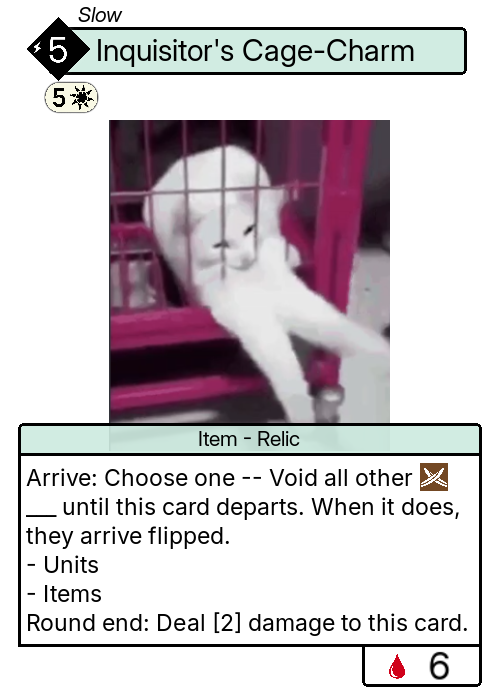 Slow
5 Inquisitor's Cage-Charm
5
Item - Relic
Arrive: Choose one -- Void all other
___ until this card departs. When it does,
they arrive flipped.
- Units
- Items
Round end: Deal [2] damage to this card.
6